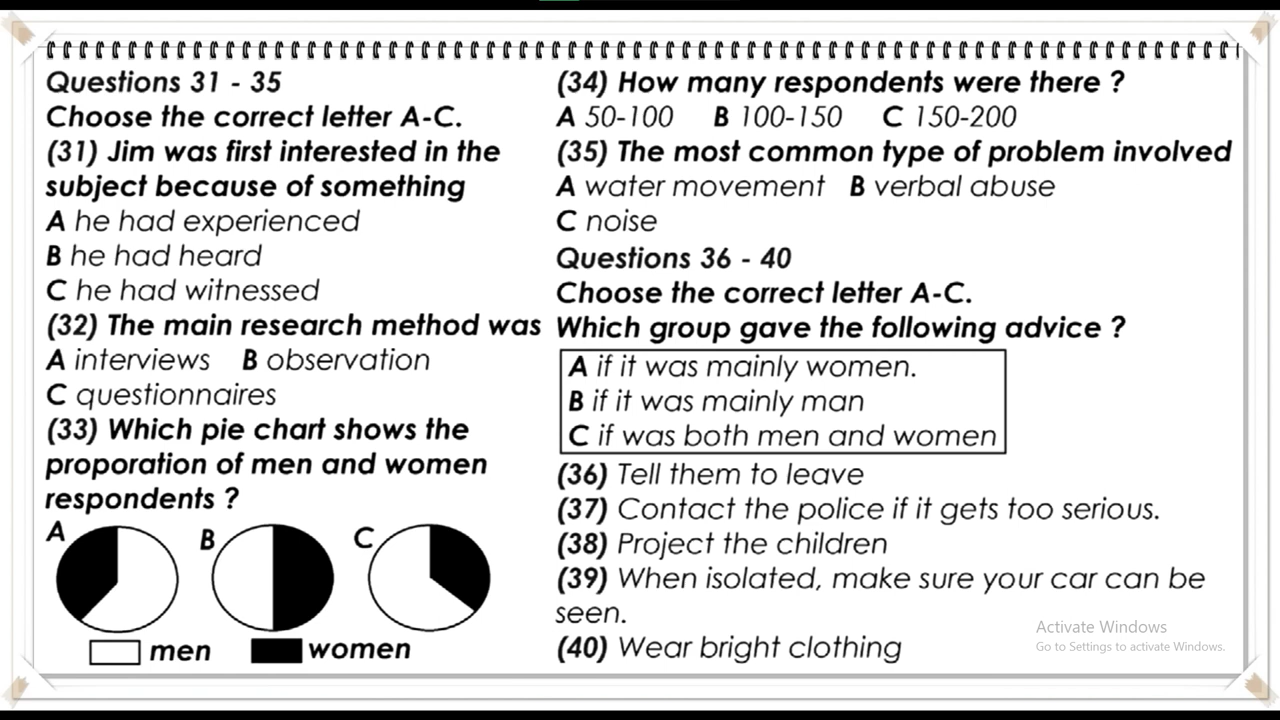 Questions 31 - 35
Choose the correct letter A-C.
(31) Jim was first interested in the
subject because of something
A he had experienced
B he had heard
C he had witnessed
(32) The main research method was
A interviews B observation
C questionnaires
(33) Which pie chart shows the
proporation of men and women
respondents ?
A B C
men women
(34) How many respondents were there ?
A 50-100 B 100-150 C 150-200
(35) The most common type of problem involved
A water movement B verbal abuse
C noise
Questions 36 - 40
Choose the correct letter A-C.
Which group gave the following advice ?
A if it was mainly women.
B if it was mainly man
C if was both men and women
(36) Tell them to leave
(37) Contact the police if it gets too serious.
(38) Project the children
(39) When isolated, make sure your car can be
seen.
(40) Wear bright clothing
Activate Windows
Go to Settings to activate Windows.